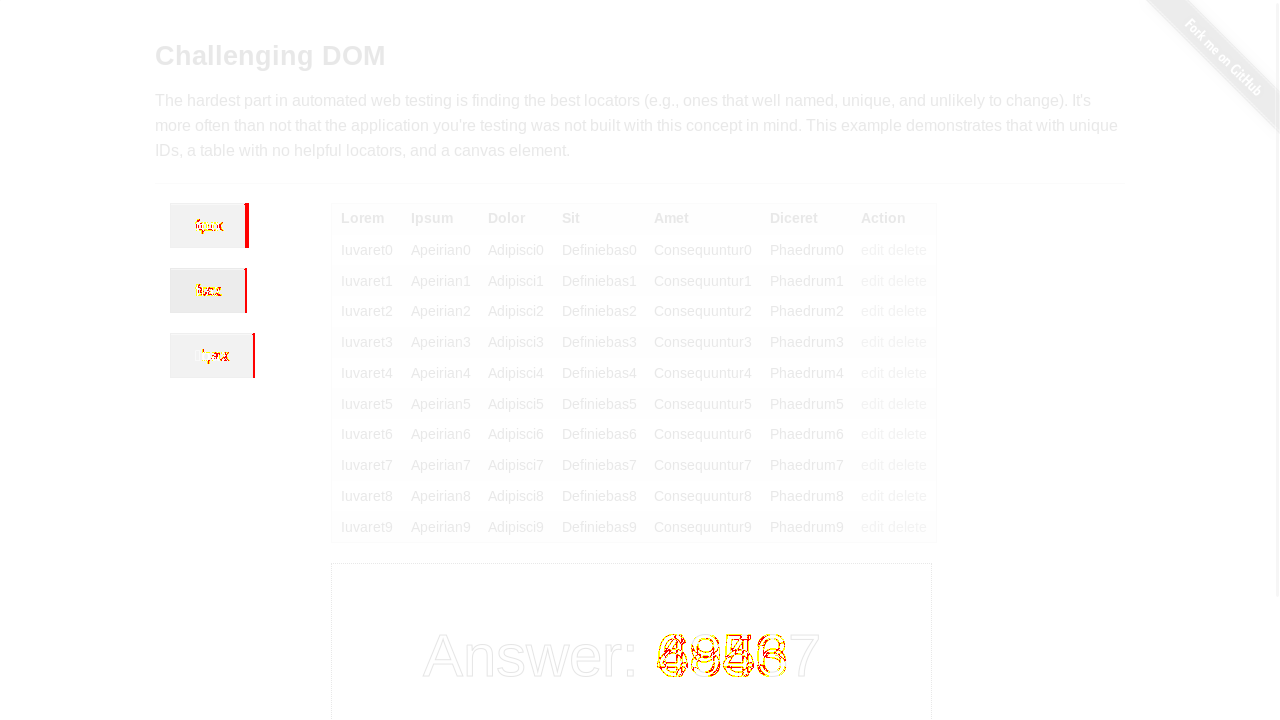 Challenging DOM
Fork me on GitHub
The hardest part in automated web testing is finding the best locators (e.g., ones that well named, unique, and unlikely to change). It's
more often than not that the application you're testing was not built with this concept in mind. This example demonstrates that with unique
IDs, a table with no helpful locators, and a canvas element.
Lorem Ipsum Dolor Sit Amet Diceret Action
Iuvaret0 Apeirian0 Adipisci0 Definiebas0 Consequuntur0 Phaedrum0 edit delete
Iuvaret1 Apeirian1 Adipisci1 Definiebas1 Consequuntur1 Phaedrum1 edit delete
Iuvaret2 Apeirian2 Adipisci2 Definiebas2 Consequuntur2 Phaedrum2 edit delete
Iuvaret3 Apeirian3 Adipisci3 Definiebas3 Consequuntur3 Phaedrum3 edit delete
Iuvaret4 Apeirian4 Adipisci4 Definiebas4 Consequuntur4 Phaedrum4 edit delete
Iuvaret5 Apeirian5 Adipisci5 Definiebas5 Consequuntur5 Phaedrum5 edit delete
Iuvaret6 Apeirian6 Adipisci6 Definiebas6 Consequuntur6 Phaedrum6 edit delete
Iuvaret7 Apeirian7 Adipisci7 Definiebas7 Consequuntur7 Phaedrum7 edit delete
Iuvaret8 Apeirian8 Adipisci8 Definiebas8 Consequuntur8 Phaedrum8 edit delete
Iuvaret9 Apeirian9 Adipisci9 Definiebas9 Consequuntur9 Phaedrum9 edit delete
Answer: